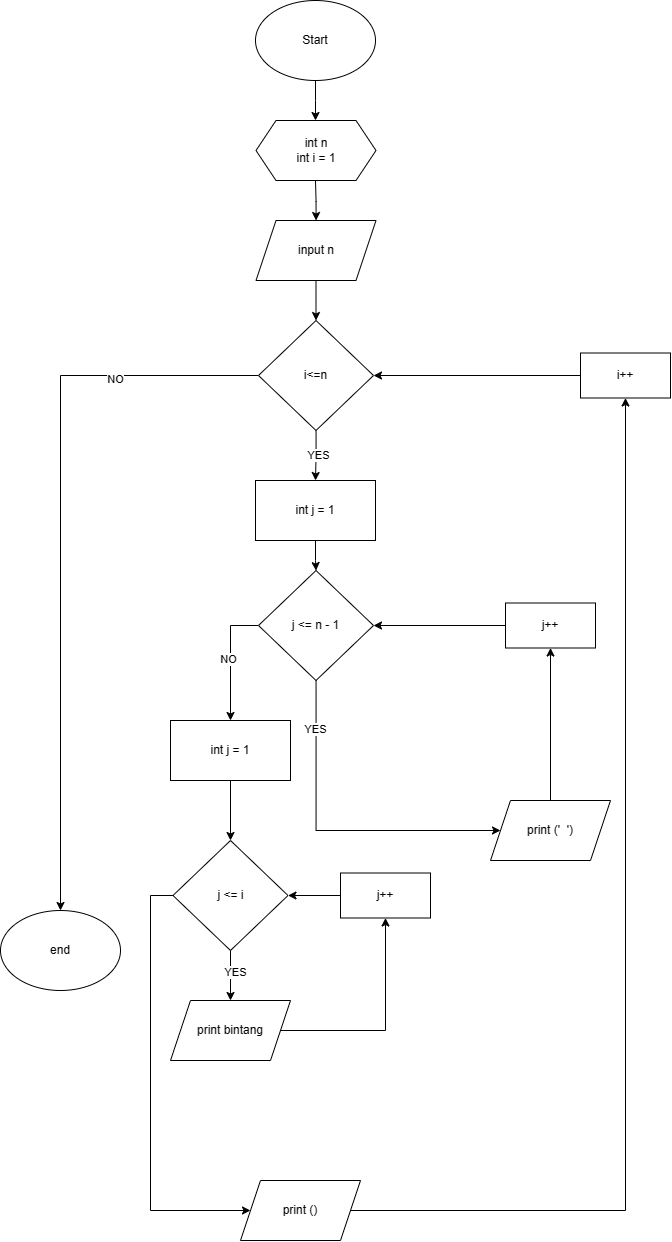 Start
int n
int i = 1
input n
i<=n
i++
NO
YES
int j = 1
j <= n - 1
j++
NO
YES
int j = 1
print ('  ')
j <= i
j++
end
YES
print bintang
print ()